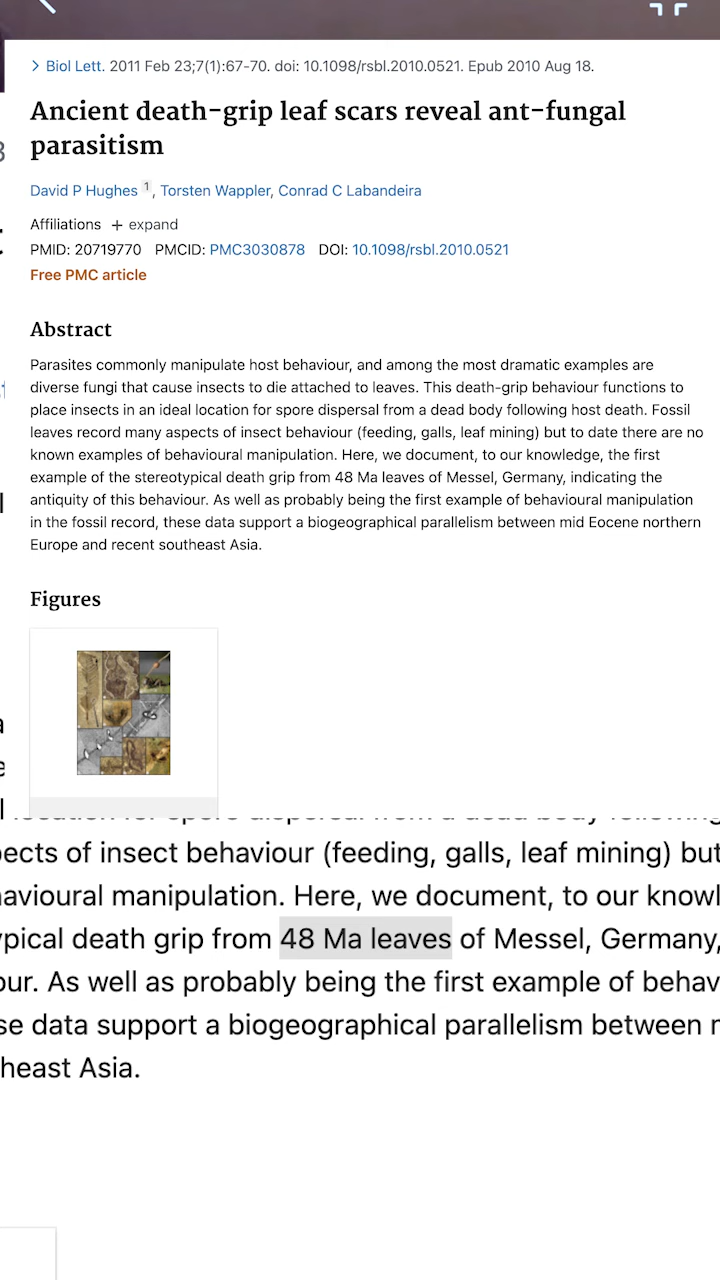 > Biol Lett. 2011 Feb 23;7(1):67-70. doi: 10.1098/rsbl.2010.0521. Epub 2010 Aug 18.
Ancient death-grip leaf scars reveal ant-fungal
parasitism
David P Hughes 1, Torsten Wappler, Conrad C Labandeira
Affiliations + expand
PMID: 20719770 PMCID: PMC3030878 DOI: 10.1098/rsbl.2010.0521
Free PMC article
Abstract
Parasites commonly manipulate host behaviour, and among the most dramatic examples are
diverse fungi that cause insects to die attached to leaves. This death-grip behaviour functions to
place insects in an ideal location for spore dispersal from a dead body following host death. Fossil
leaves record many aspects of insect behaviour (feeding, galls, leaf mining) but to date there are no
known examples of behavioural manipulation. Here, we document, to our knowledge, the first
example of the stereotypical death grip from 48 Ma leaves of Messel, Germany, indicating the
antiquity of this behaviour. As well as probably being the first example of behavioural manipulation
in the fossil record, these data support a biogeographical parallelism between mid Eocene northern
Europe and recent southeast Asia.
Figures
ects of insect behaviour (feeding, galls, leaf mining) but
avioural manipulation. Here, we document, to our knowl
ypical death grip from 48 Ma leaves of Messel, Germany,
our. As well as probably being the first example of behav
se data support a biogeographical parallelism between
heast Asia.